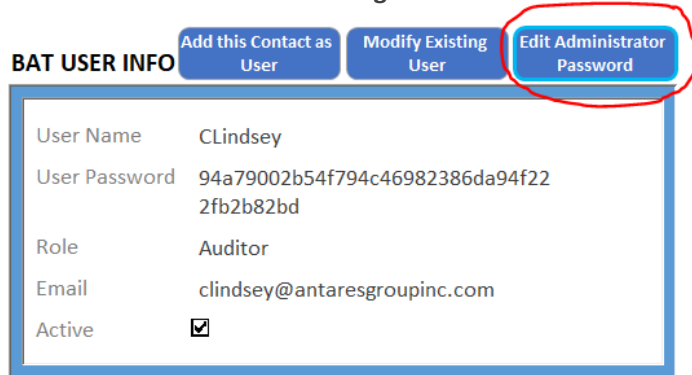 BAT USER INFO
Add this Contact as
User
Modify Existing
User
Edit Administrator
Password
User Name CLindsey
User Password 94a79002b54f794c46982386da94f22
2fb2b82bd
Role Auditor
Email clindsey@antaresgroupinc.com
Active